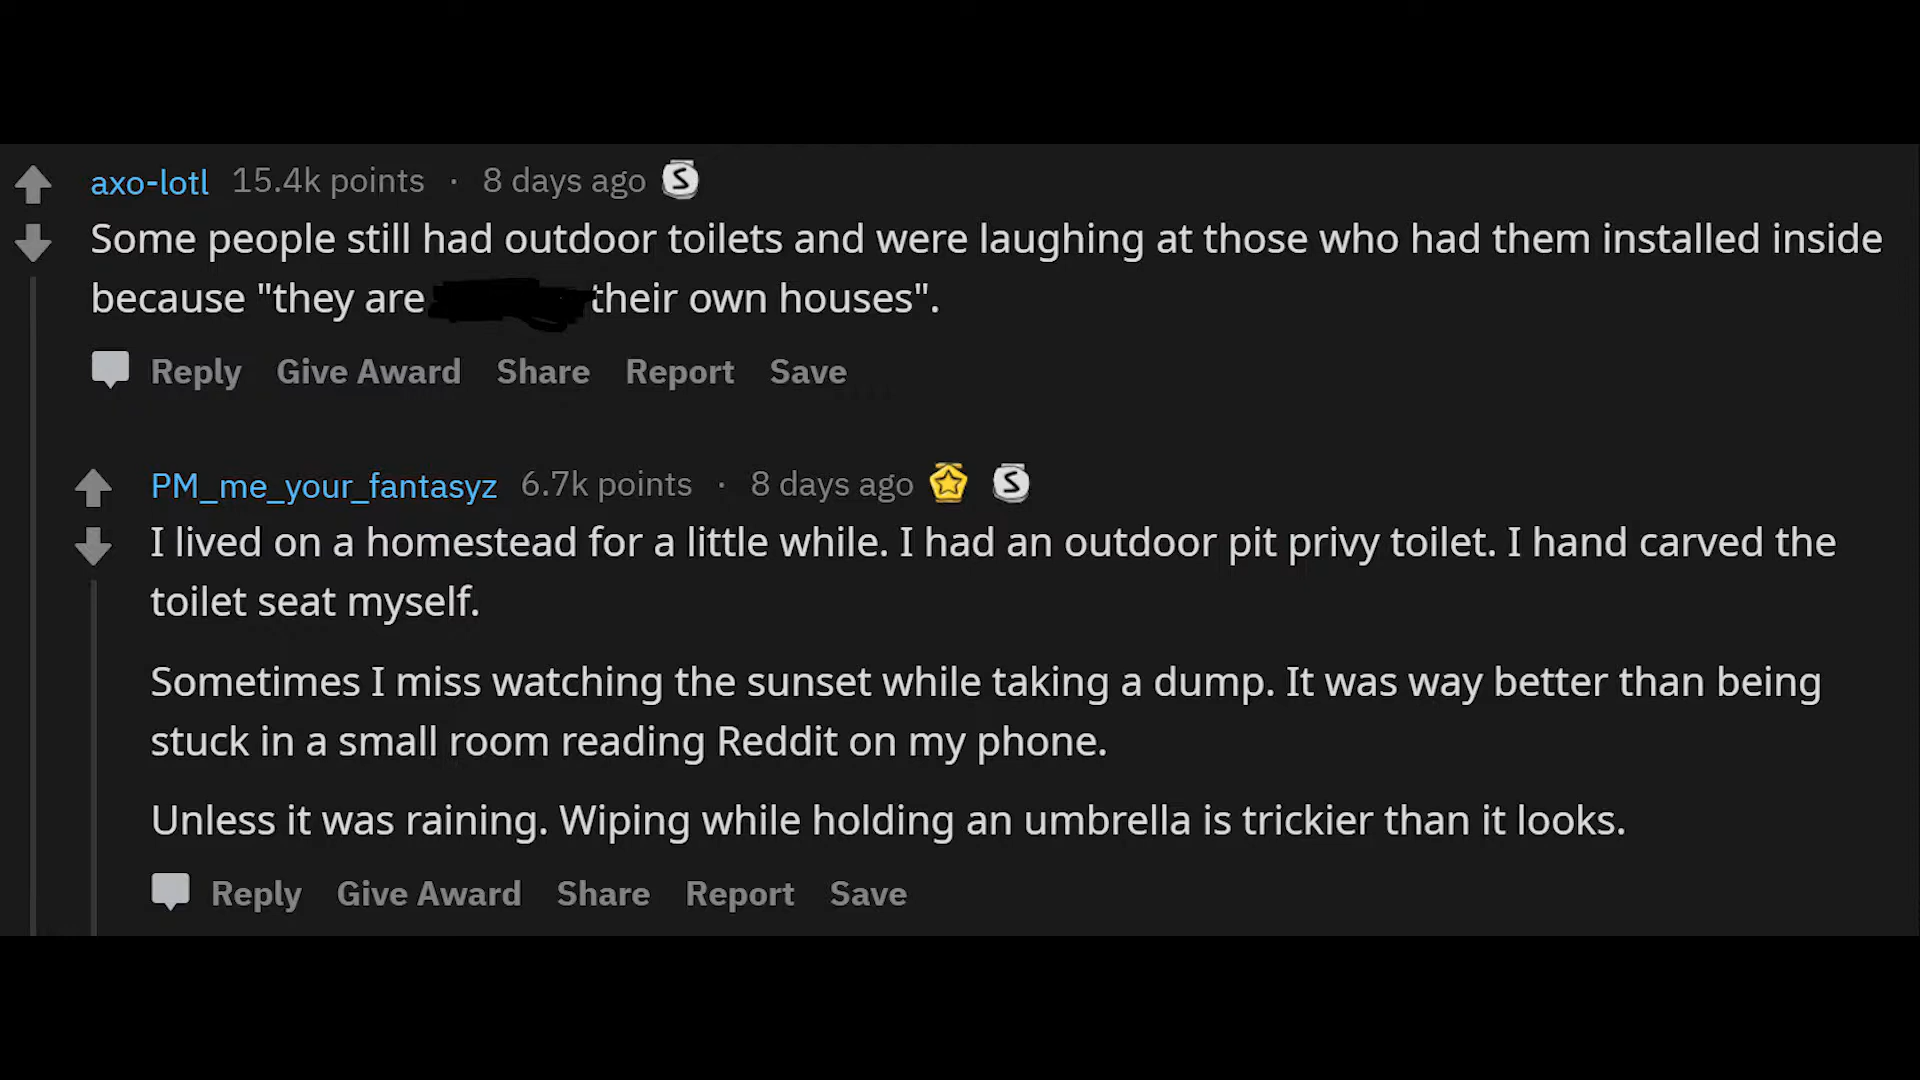 axo-lotl 15.4k points · 8 days ago S
Some people still had outdoor toilets and were laughing at those who had them installed inside
because "they are their own houses".
Reply Give Award Share Report Save
PM_me_your_fantasyz 6.7k points · 8 days ago S
I lived on a homestead for a little while. I had an outdoor pit privy toilet. I hand carved the
toilet seat myself.
Sometimes I miss watching the sunset while taking a dump. It was way better than being
stuck in a small room reading Reddit on my phone.
Unless it was raining. Wiping while holding an umbrella is trickier than it looks.
Reply Give Award Share Report Save